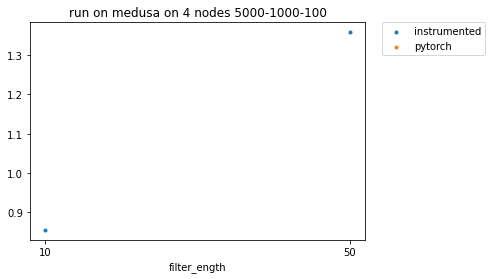 run on medusa on 4 nodes 5000-1000-100
instrumented
pytorch
1.3
1.2
1.1
1.0
0.9
10
50
filter_ength